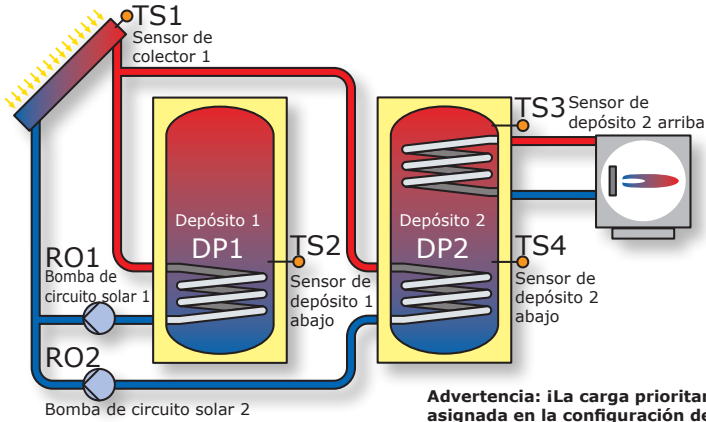 TS1
Sensor de
colector 1
TS3
Sensor de
depósito 2 arriba
Depósito 1
DP1
Depósito 2
DP2
TS2
Sensor de
depósito 1
abajo
TS4
Sensor de
depósito 2
abajo
RO1
Bomba de
circuito solar 1
RO2
Bomba de circuito solar 2
Advertencia: ¡La carga prioritar
asignada en la configuración de